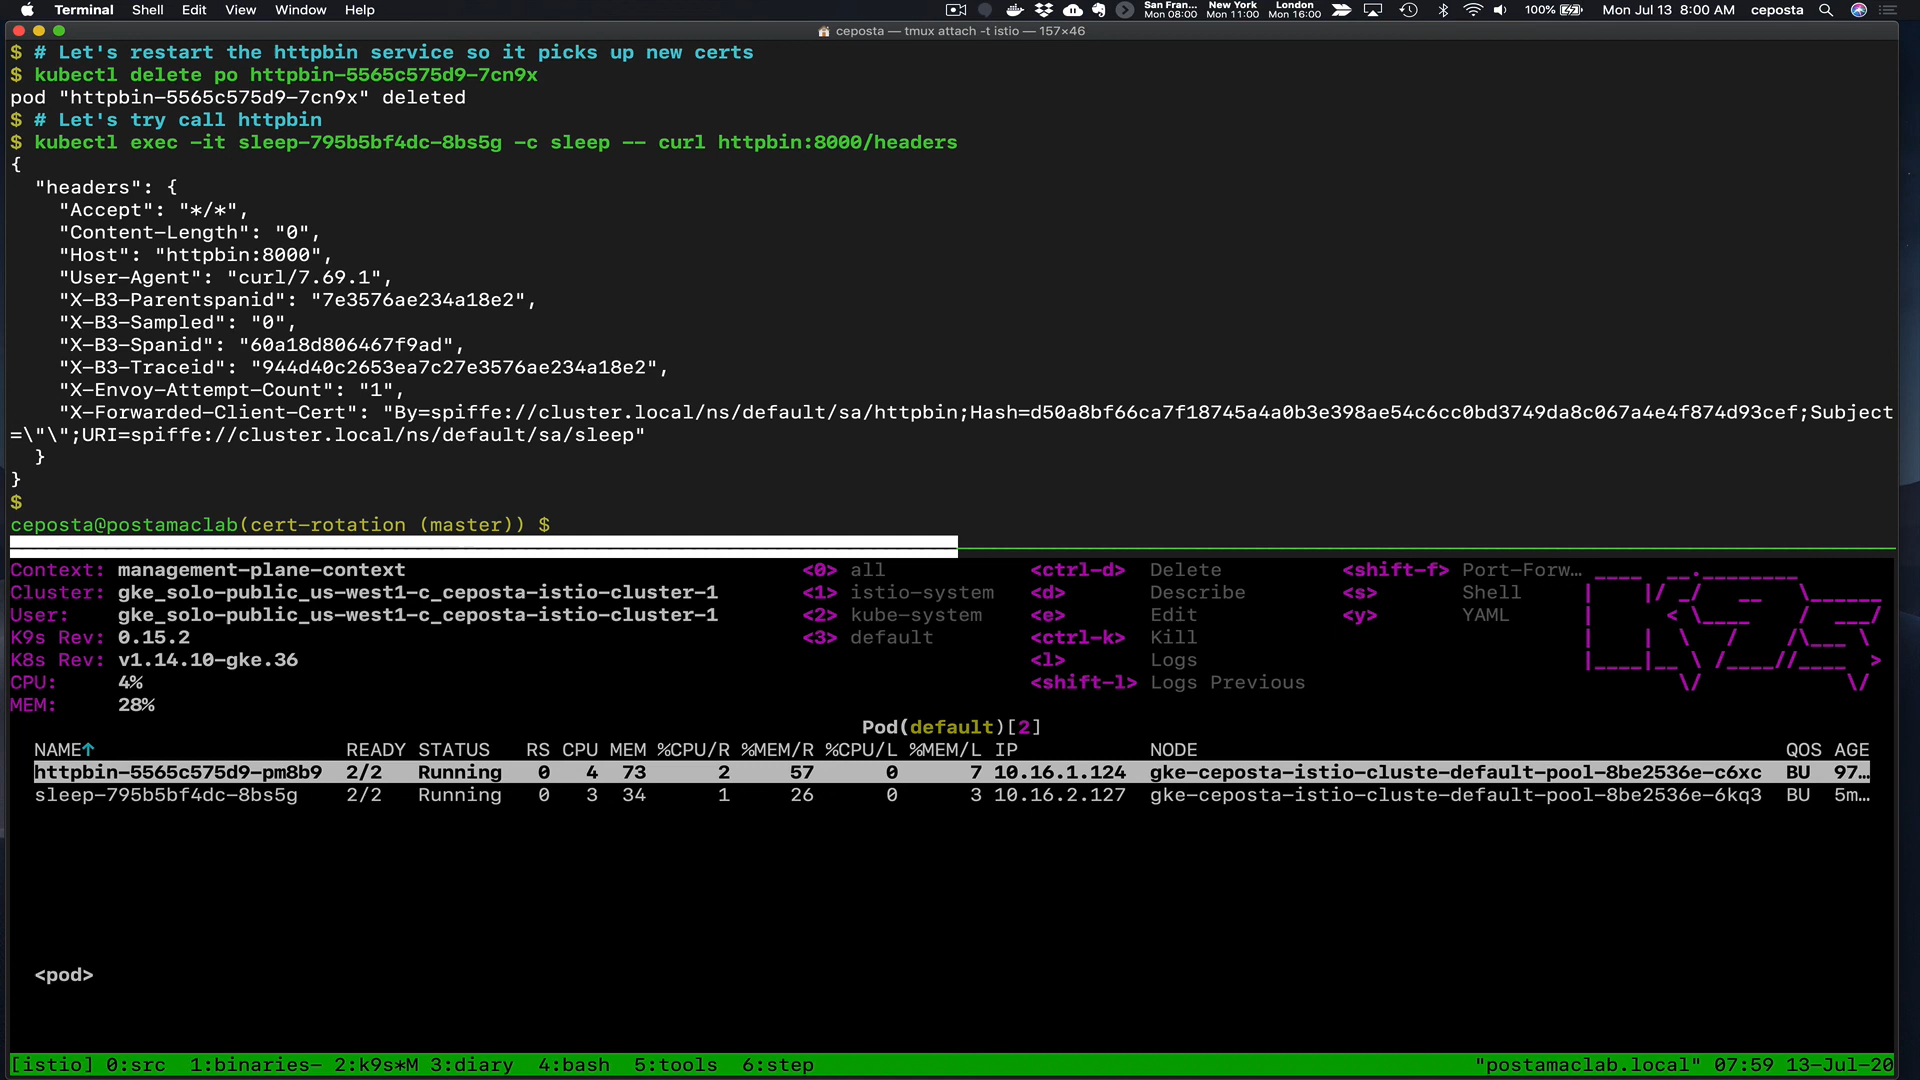 Terminal Shell Edit View Window Help San Fran... Mon 08:00 New York Mon 11:00 London Mon 16:00 100% Mon Jul 13 8:00 AM ceposta
ceposta — tmux attach -t istio — 157×46
$ # Let's restart the httpbin service so it picks up new certs
$ kubectl delete po httpbin-5565c575d9-7cn9x
pod "httpbin-5565c575d9-7cn9x" deleted
$ # Let's try call httpbin
$ kubectl exec -it sleep-795b5bf4dc-8bs5g -c sleep -- curl httpbin:8000/headers
{
  "headers": {
    "Accept": "*/*",
    "Content-Length": "0",
    "Host": "httpbin:8000",
    "User-Agent": "curl/7.69.1",
    "X-B3-Parentspanid": "7e3576ae234a18e2",
    "X-B3-Sampled": "0",
    "X-B3-Spanid": "60a18d806467f9ad",
    "X-B3-Traceid": "944d40c2653ea7c27e3576ae234a18e2",
    "X-Envoy-Attempt-Count": "1",
    "X-Forwarded-Client-Cert": "By=spiffe://cluster.local/ns/default/sa/httpbin;Hash=d50a8bf66ca7f18745a4a0b3e398ae54c6cc0bd3749da8c067a4e4f874d93cef;Subject
=\"\";URI=spiffe://cluster.local/ns/default/sa/sleep"
  }
}
$
ceposta@postamaclab(cert-rotation (master)) $
Context: management-plane-context <0> all <ctrl-d> Delete <shift-f> Port-Forw…
Cluster: gke_solo-public_us-west1-c_ceposta-istio-cluster-1 <1> istio-system <d> Describe <s> Shell
User: gke_solo-public_us-west1-c_ceposta-istio-cluster-1 <2> kube-system <e> Edit <y> YAML
K9s Rev: 0.15.2 <3> default <ctrl-k> Kill
K8s Rev: v1.14.10-gke.36 <l> Logs
CPU: 4% <shift-l> Logs Previous
MEM: 28%
Pod(default)[2]
NAME↑ READY STATUS RS CPU MEM %CPU/R %MEM/R %CPU/L %MEM/L IP NODE QOS AGE
httpbin-5565c575d9-pm8b9 2/2 Running 0 4 73 2 57 0 7 10.16.1.124 gke-ceposta-istio-cluste-default-pool-8be2536e-c6xc BU 97…
sleep-795b5bf4dc-8bs5g 2/2 Running 0 3 34 1 26 0 3 10.16.2.127 gke-ceposta-istio-cluste-default-pool-8be2536e-6kq3 BU 5m…
<pod>
[istio] 0:src 1:binaries- 2:k9s*M 3:diary 4:bash 5:tools 6:step "postamaclab.local" 07:59 13-Jul-20